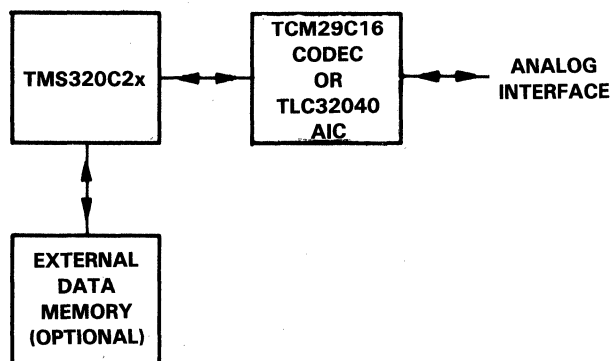 TMS320C2x
TCM29C16
CODEC
OR
TLC32040
AIC
ANALOG
INTERFACE
EXTERNAL
DATA
MEMORY
(OPTIONAL)